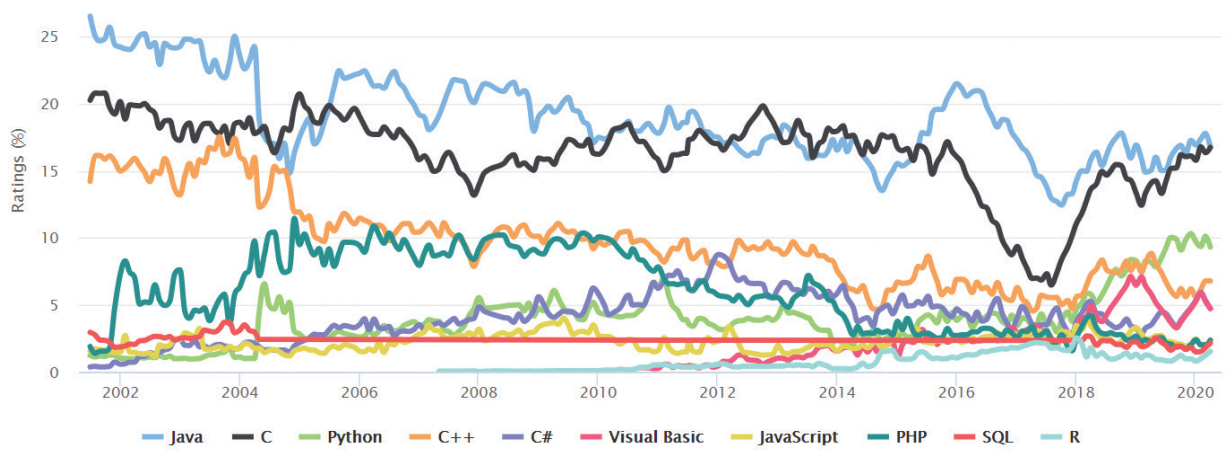 25
20
15
10
5
0
Ratings (%)
2002 2004 2006 2008 2010 2012 2014 2016 2018 2020
Java C Python C++ C# Visual Basic JavaScript PHP SQL R